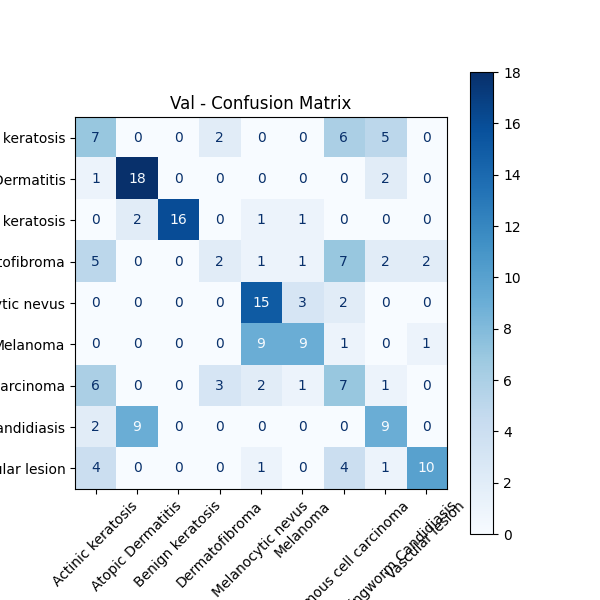 Val - Confusion Matrix
18
16
14
12
10
8
6
4
2
0
keratosis 7 0 0 2 0 0 6 5 0
Dermatitis 1 18 0 0 0 0 0 2 0
keratosis 0 2 16 0 1 1 0 0 0
tofibroma 5 0 0 2 1 1 7 2 2
ytic nevus 0 0 0 0 15 3 2 0 0
Melanoma 0 0 0 0 9 9 1 0 1
arcinoma 6 0 0 3 2 1 7 1 0
andidiasis 2 9 0 0 0 0 0 9 0
ular lesion 4 0 0 0 1 0 4 1 10
Actinic keratosis
Atopic Dermatitis
Benign keratosis
Dermatofibroma
Melanocytic nevus
Melanoma
mous cell carcinoma
ngworm Candidiasis
Vascular lesion